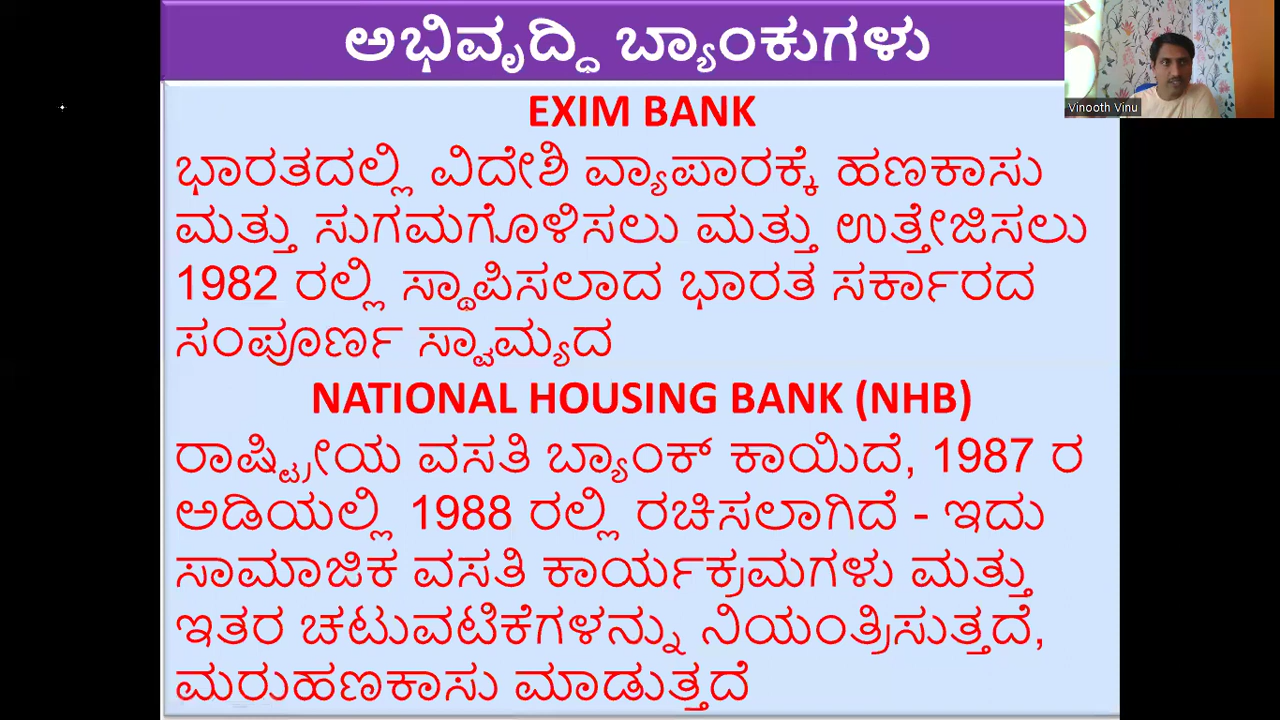 ಅಭಿವೃದ್ದಿ ಬ್ಯಾಂಕುಗಳು
Vinooth Vinu
EXIM BANK
ಭಾರತದಲ್ಲಿ ವಿದೇಶಿ ವ್ಯಾಪಾರಕ್ಕೆ ಹಣಕಾಸು
ಮತ್ತು ಸುಗಮಗೊಳಿಸಲು ಮತ್ತು ಉತ್ತೇಜಿಸಲು
1982 ರಲ್ಲಿ ಸ್ಥಾಪಿಸಲಾದ ಭಾರತ ಸರ್ಕಾರದ
ಸಂಪೂರ್ಣ ಸ್ವಾಮ್ಯದ
NATIONAL HOUSING BANK (NHB)
ರಾಷ್ಟ್ರೀಯ ವಸತಿ ಬ್ಯಾಂಕ್ ಕಾಯಿದೆ, 1987 ರ
ಅಡಿಯಲ್ಲಿ 1988 ರಲ್ಲಿ ರಚಿಸಲಾಗಿದೆ - ಇದು
ಸಾಮಾಜಿಕ ವಸತಿ ಕಾರ್ಯಕ್ರಮಗಳು ಮತ್ತು
ಇತರ ಚಟುವಟಿಕೆಗಳನ್ನು ನಿಯಂತ್ರಿಸುತ್ತದೆ,
ಮರುಹಣಕಾಸು ಮಾಡುತ್ತದೆ